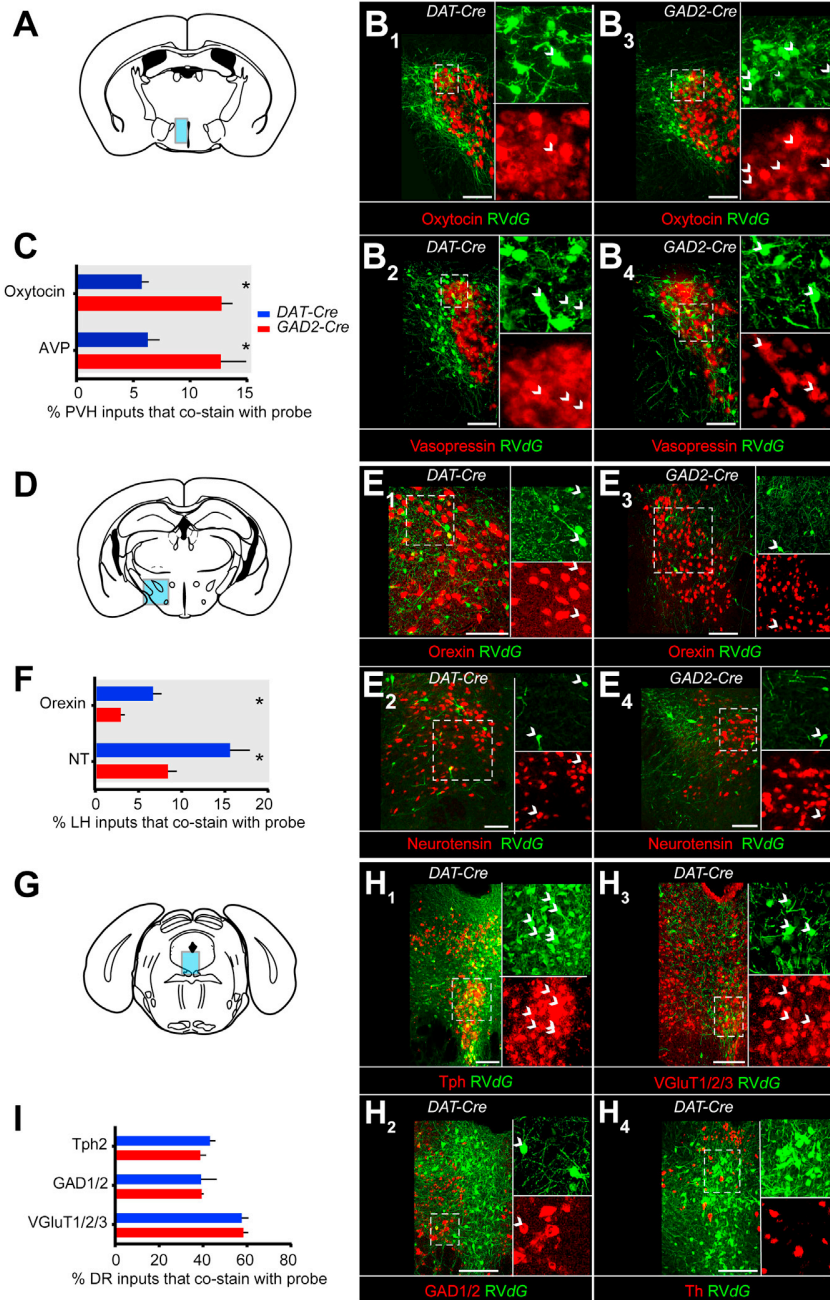 A
B1
DAT-Cre
B3
GAD2-Cre
Oxytocin RVdG
Oxytocin RVdG
C
Oxytocin
AVP
*
*
DAT-Cre
GAD2-Cre
0 5 10 15
% PVH inputs that co-stain with probe
B2
DAT-Cre
B4
GAD2-Cre
Vasopressin RVdG
Vasopressin RVdG
D
E1
DAT-Cre
E3
GAD2-Cre
Orexin RVdG
Orexin RVdG
F
Orexin
NT
*
*
0 5 10 15 20
% LH inputs that co-stain with probe
E2
DAT-Cre
E4
GAD2-Cre
Neurotensin RVdG
Neurotensin RVdG
G
H1
DAT-Cre
H3
DAT-Cre
Tph RVdG
VGluT1/2/3 RVdG
I
Tph2
GAD1/2
VGluT1/2/3
0 20 40 60 80
% DR inputs that co-stain with probe
H2
DAT-Cre
H4
DAT-Cre
GAD1/2 RVdG
Th RVdG